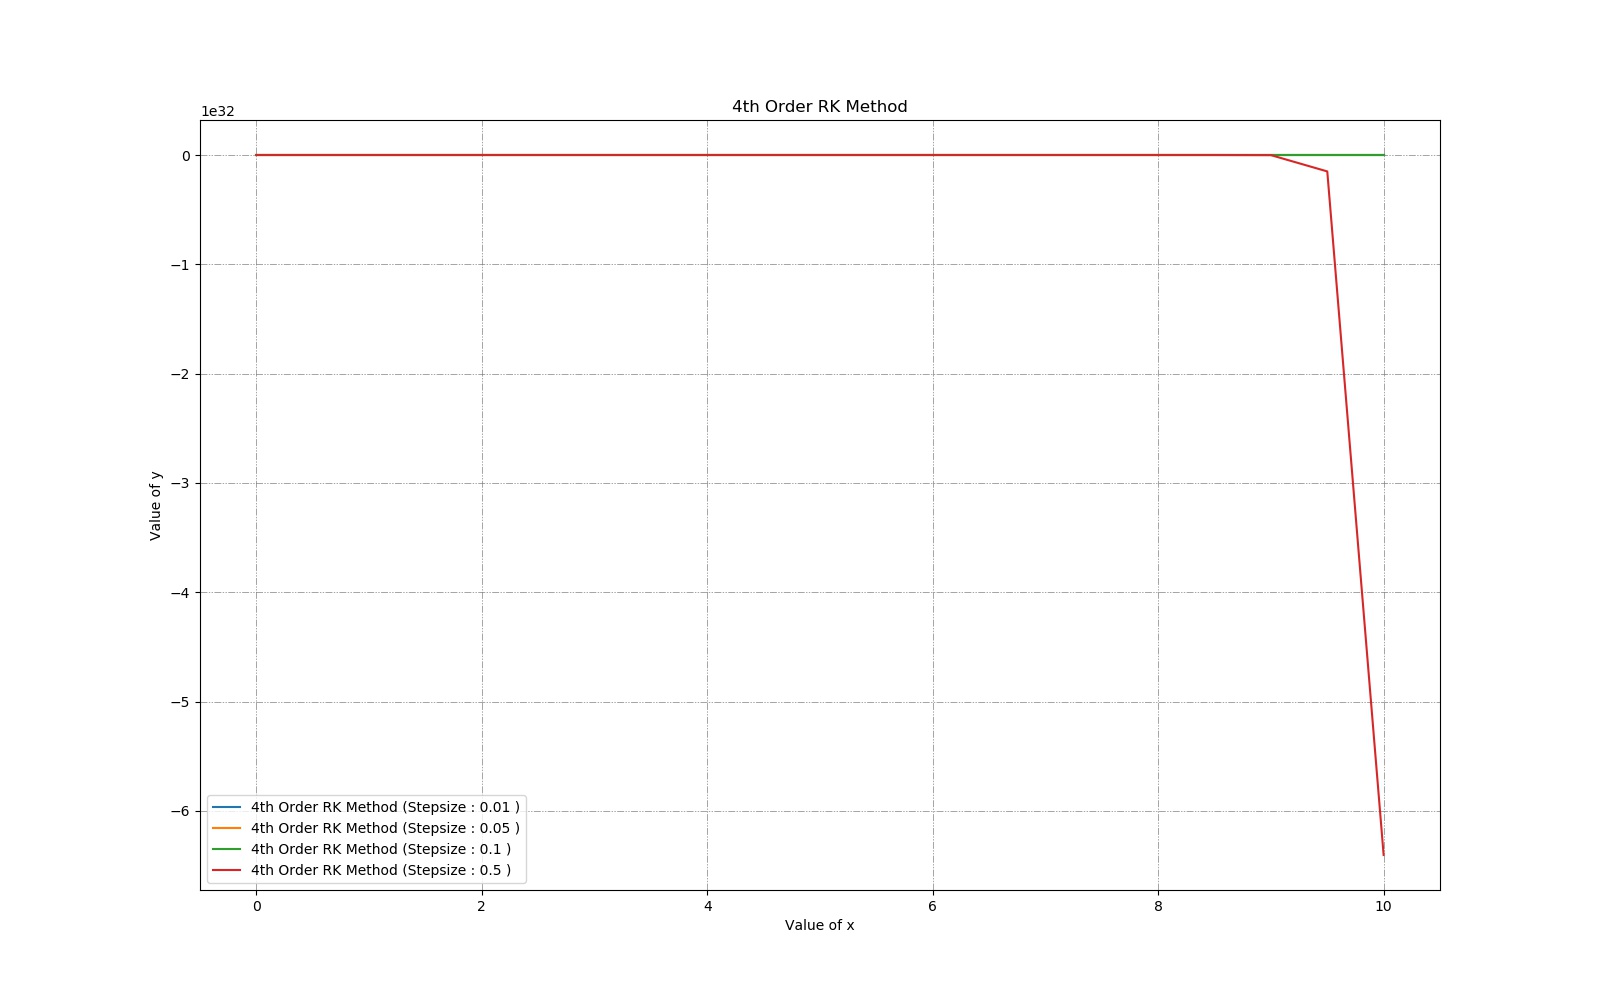 4th Order RK Method
1e32
0
−1
−2
−3
−4
−5
−6
Value of y
4th Order RK Method (Stepsize : 0.01 )
4th Order RK Method (Stepsize : 0.05 )
4th Order RK Method (Stepsize : 0.1 )
4th Order RK Method (Stepsize : 0.5 )
0 2 4 6 8 10
Value of x